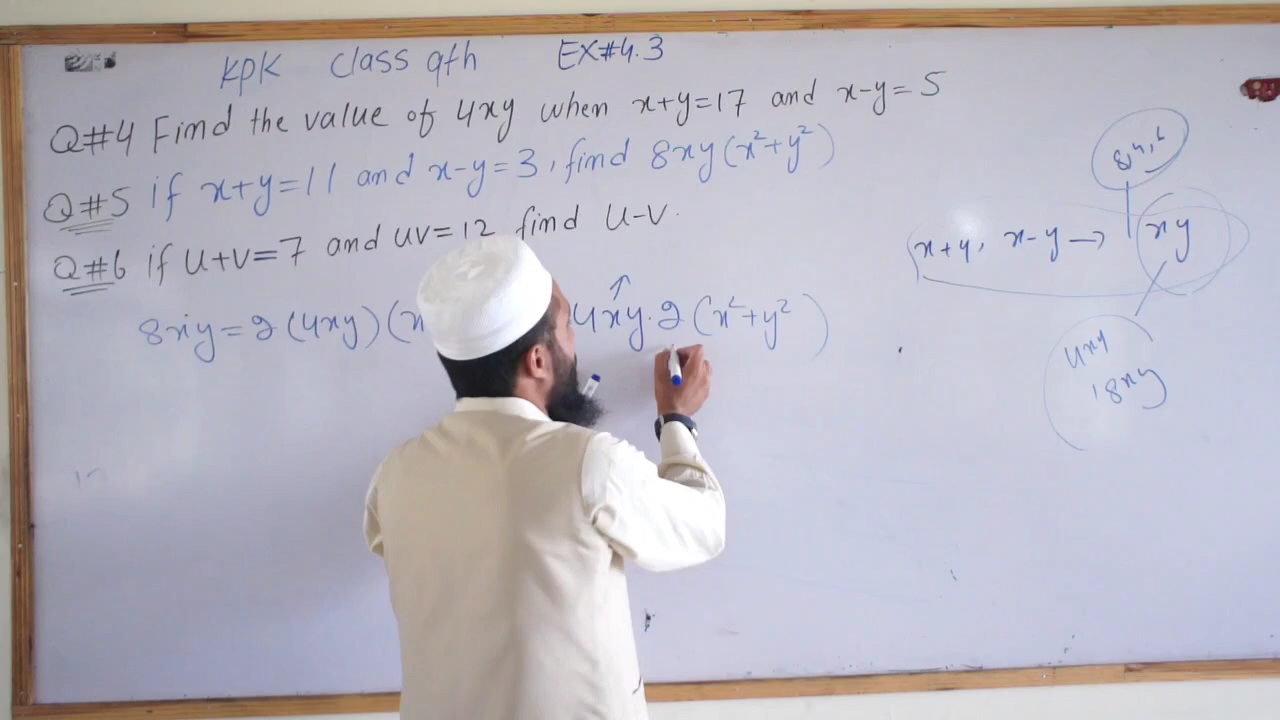 KPK class 9th EX#4.3
Q#4 Find the value of 4xy when x+y=17 and x-y=5
Q#5 if x+y=11 and x-y=3, find 8xy(x²+y²)
Q#6 if u+v=7 and uv=12 find u-v.
8xy=2(4xy)(x 4xy.2(x²+y²)
x+y, x-y→ xy
4xy